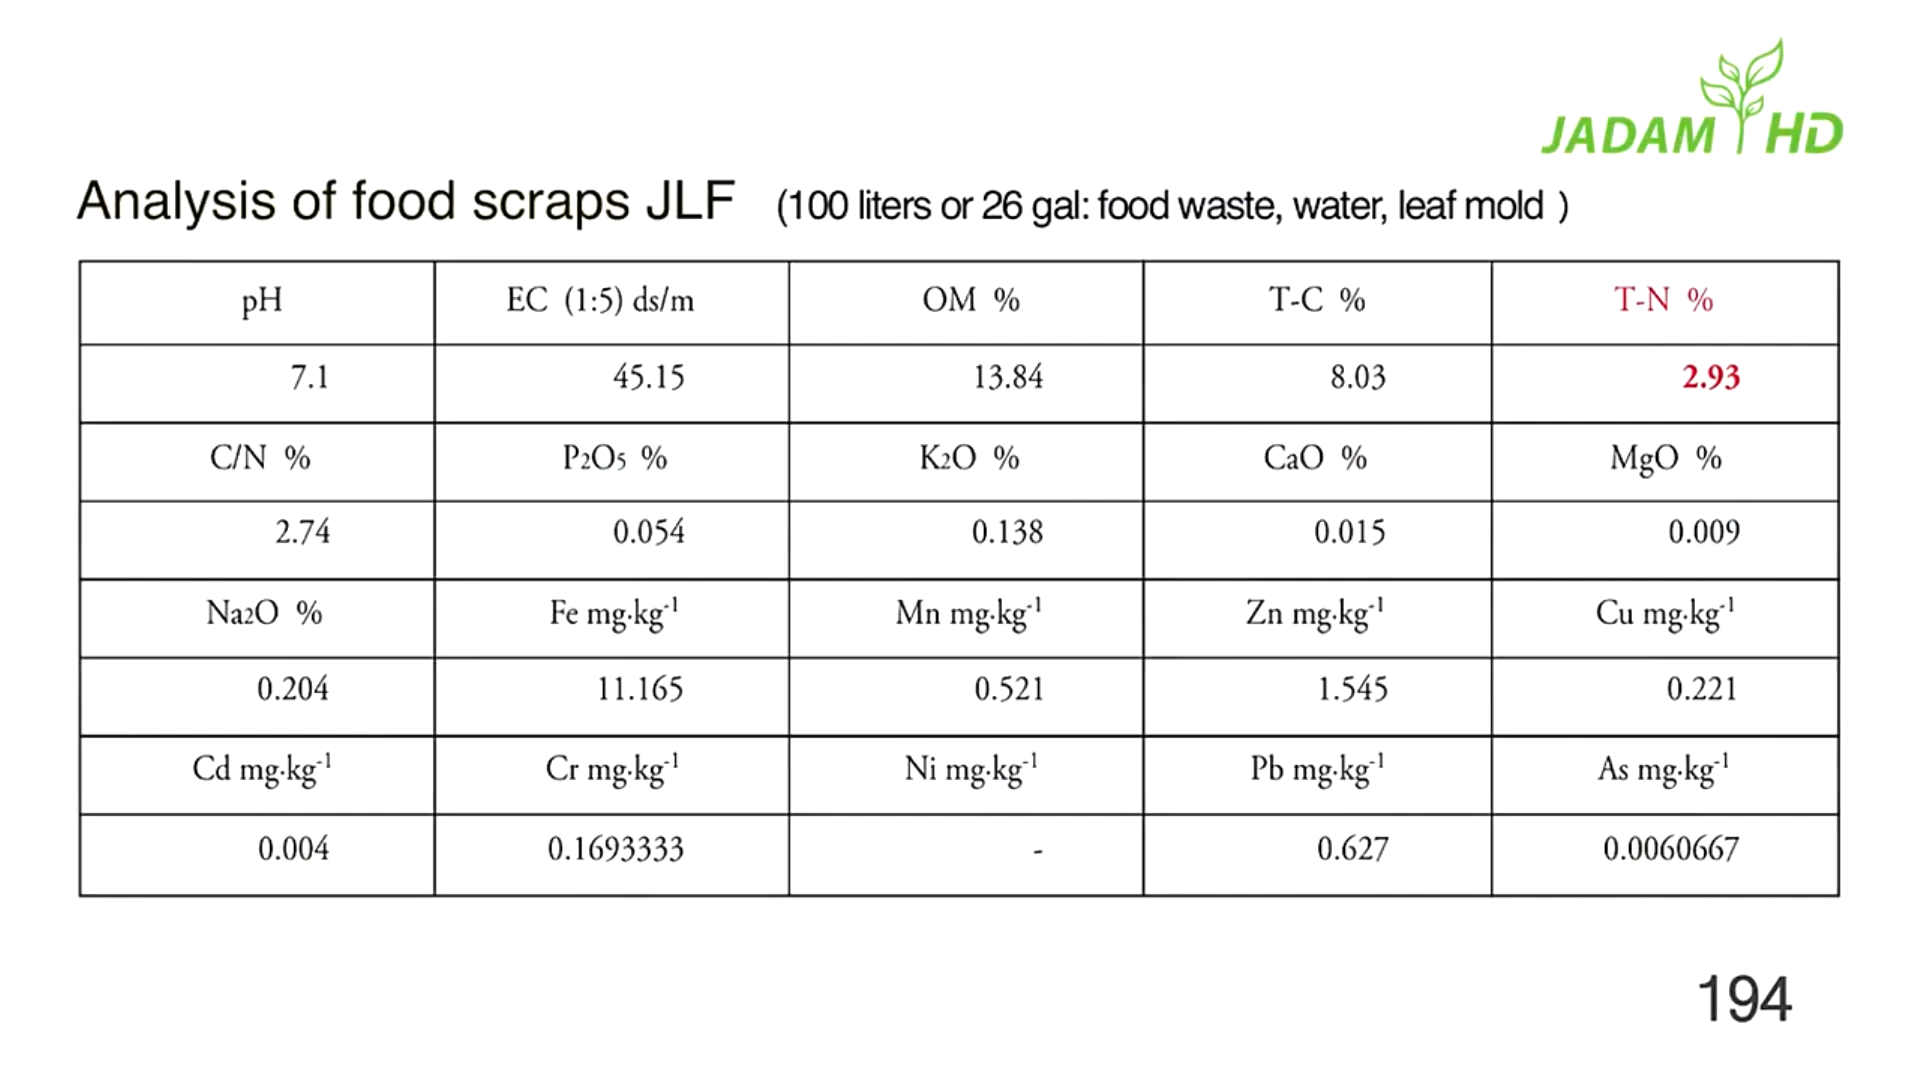 JADAM HD
Analysis of food scraps JLF (100 liters or 26 gal: food waste, water, leaf mold )
pH EC (1:5) ds/m OM % T-C % T-N %
7.1 45.15 13.84 8.03 2.93
C/N % P₂O₅ % K₂O % CaO % MgO %
2.74 0.054 0.138 0.015 0.009
Na₂O % Fe mg·kg⁻¹ Mn mg·kg⁻¹ Zn mg·kg⁻¹ Cu mg·kg⁻¹
0.204 11.165 0.521 1.545 0.221
Cd mg·kg⁻¹ Cr mg·kg⁻¹ Ni mg·kg⁻¹ Pb mg·kg⁻¹ As mg·kg⁻¹
0.004 0.1693333 - 0.627 0.0060667
194